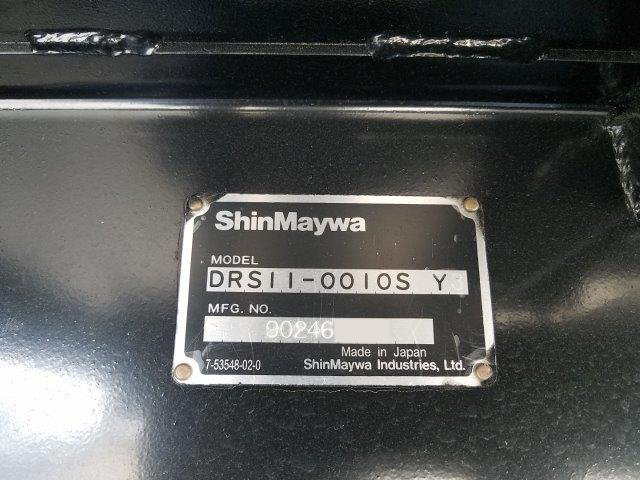 ShinMaywa
MODEL
DRS11-0010S Y
MFG. NO.
90246
Made in Japan
7-53548-02-0 ShinMaywa Industries, Ltd.